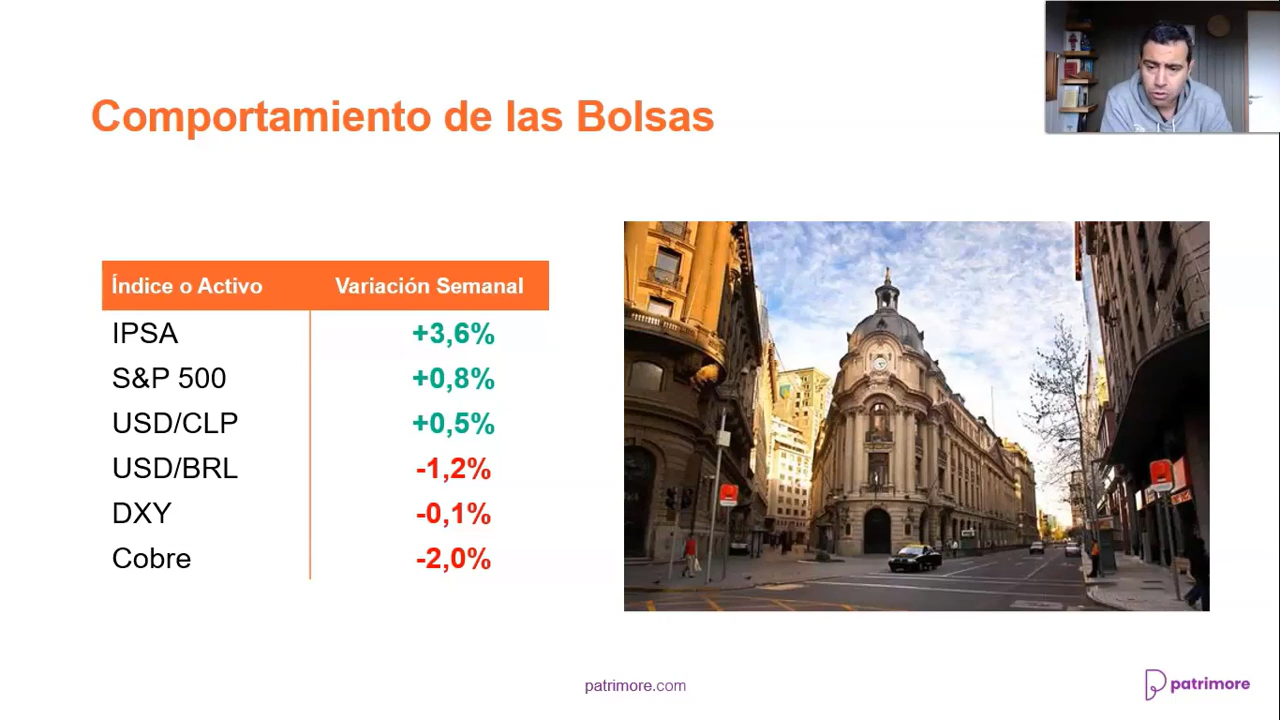 Comportamiento de las Bolsas
Índice o Activo Variación Semanal
IPSA +3,6%
S&P 500 +0,8%
USD/CLP +0,5%
USD/BRL -1,2%
DXY -0,1%
Cobre -2,0%
patrimore.com
patrimore